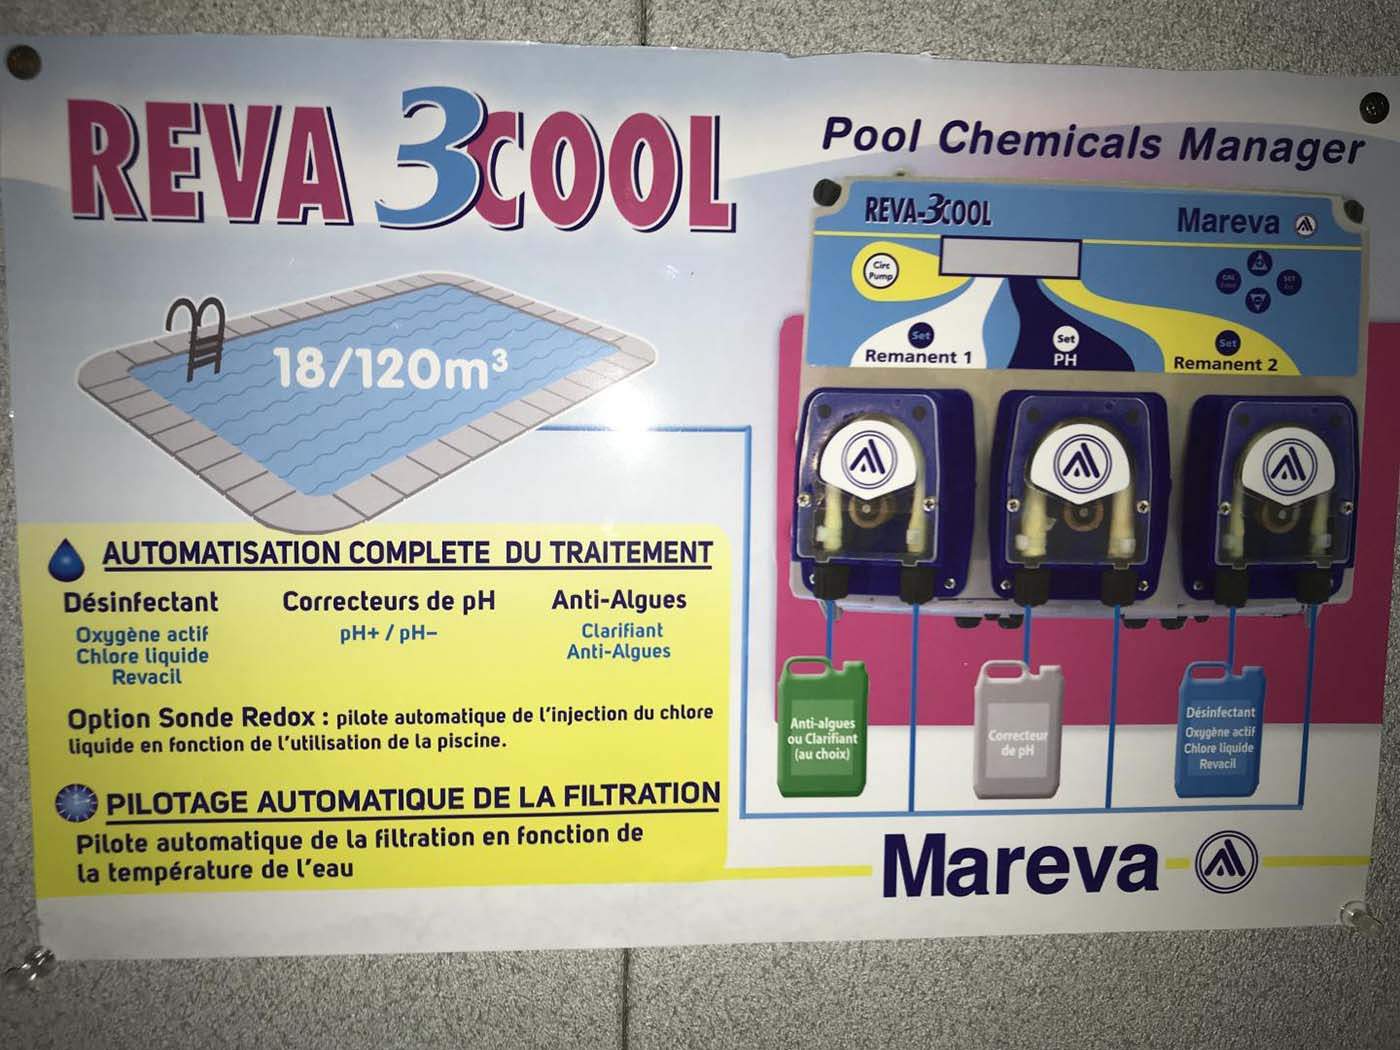 REVA 3COOL
Pool Chemicals Manager
REVA-3COOL
Mareva
Circ
Pump
CAL
SET
Set
Remanent 1
Set
PH
Set
Remanent 2
18/120m³
AUTOMATISATION COMPLETE DU TRAITEMENT
Désinfectant
Oxygène actif
Chlore liquide
Revacil
Correcteurs de pH
pH+ / pH–
Anti-Algues
Clarifiant
Anti-Algues
Option Sonde Redox : pilote automatique de l'injection du chlore
liquide en fonction de l'utilisation de la piscine.
PILOTAGE AUTOMATIQUE DE LA FILTRATION
Pilote automatique de la filtration en fonction de
la température de l'eau
Anti-algues
ou Clarifiant
(au choix)
Correcteur
de pH
Désinfectant
Oxygène actif
Chlore liquide
Revacil
Mareva